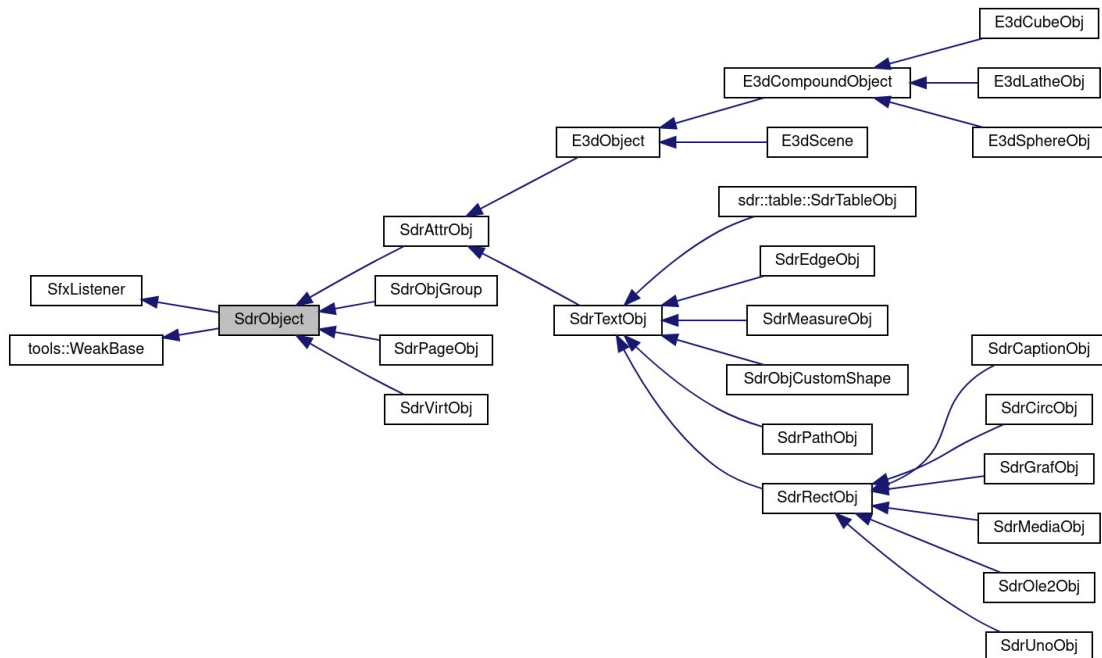 E3dCubeObj
E3dCompoundObject
E3dLatheObj
E3dObject
E3dScene
E3dSphereObj
sdr::table::SdrTableObj
SdrAttrObj
SdrEdgeObj
SfxListener
SdrObjGroup
SdrObject
SdrTextObj
SdrMeasureObj
tools::WeakBase
SdrPageObj
SdrCaptionObj
SdrObjCustomShape
SdrVirtObj
SdrCircObj
SdrPathObj
SdrGrafObj
SdrRectObj
SdrMediaObj
SdrOle2Obj
SdrUnoObj